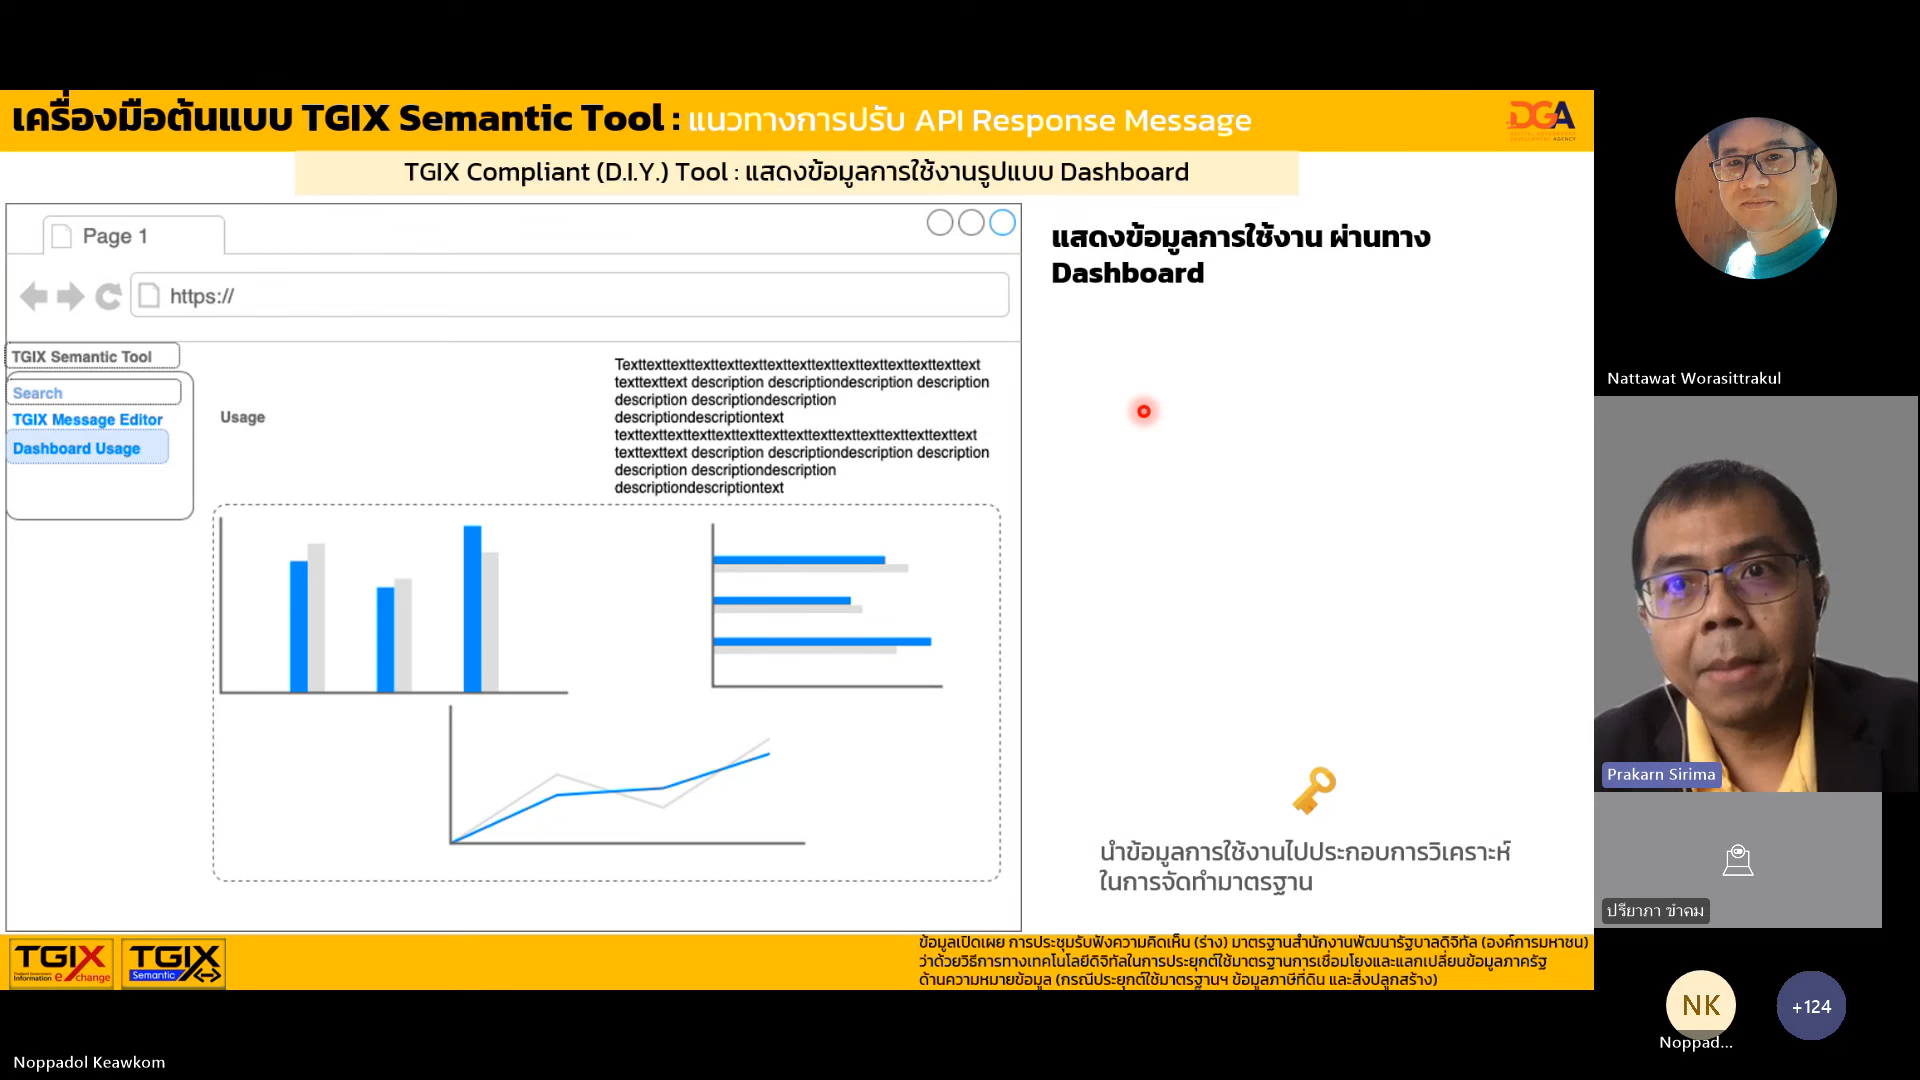 เครื่องมือต้นแบบ TGIX Semantic Tool : แนวทางการปรับ API Response Message
DGA
TGIX Compliant (D.I.Y.) Tool : แสดงข้อมูลการใช้งานรูปแบบ Dashboard
Page 1
https://
TGIX Semantic Tool
Search
TGIX Message Editor
Dashboard Usage
Usage
Texttexttexttexttexttexttexttexttexttexttexttexttexttext
texttexttext description descriptiondescription description
description descriptiondescription
descriptiondescriptiontext
texttexttexttexttexttexttexttexttexttexttexttexttexttext
texttexttext description descriptiondescription description
description descriptiondescription
descriptiondescriptiontext
แสดงข้อมูลการใช้งาน ผ่านทาง
Dashboard
นำข้อมูลการใช้งานไปประกอบการวิเคราะห์
ในการจัดทำมาตรฐาน
TGIX
Information exchange
TGIX
Semantic
ข้อมูลเปิดเผย การประชุมรับฟังความคิดเห็น (ร่าง) มาตรฐานสำนักงานพัฒนารัฐบาลดิจิทัล (องค์การมหาชน)
ว่าด้วยวิธีการทางเทคโนโลยีดิจิทัลในการประยุกต์ใช้มาตรฐานการเชื่อมโยงและแลกเปลี่ยนข้อมูลภาครัฐ
ด้านความหมายข้อมูล (กรณีประยุกต์ใช้มาตรฐานฯ ข้อมูลภาษีที่ดิน และสิ่งปลูกสร้าง)
Nattawat Worasittrakul
Prakarn Sirima
ปรียาภา ขำคม
NK
+124
Noppad...
Noppadol Keawkom